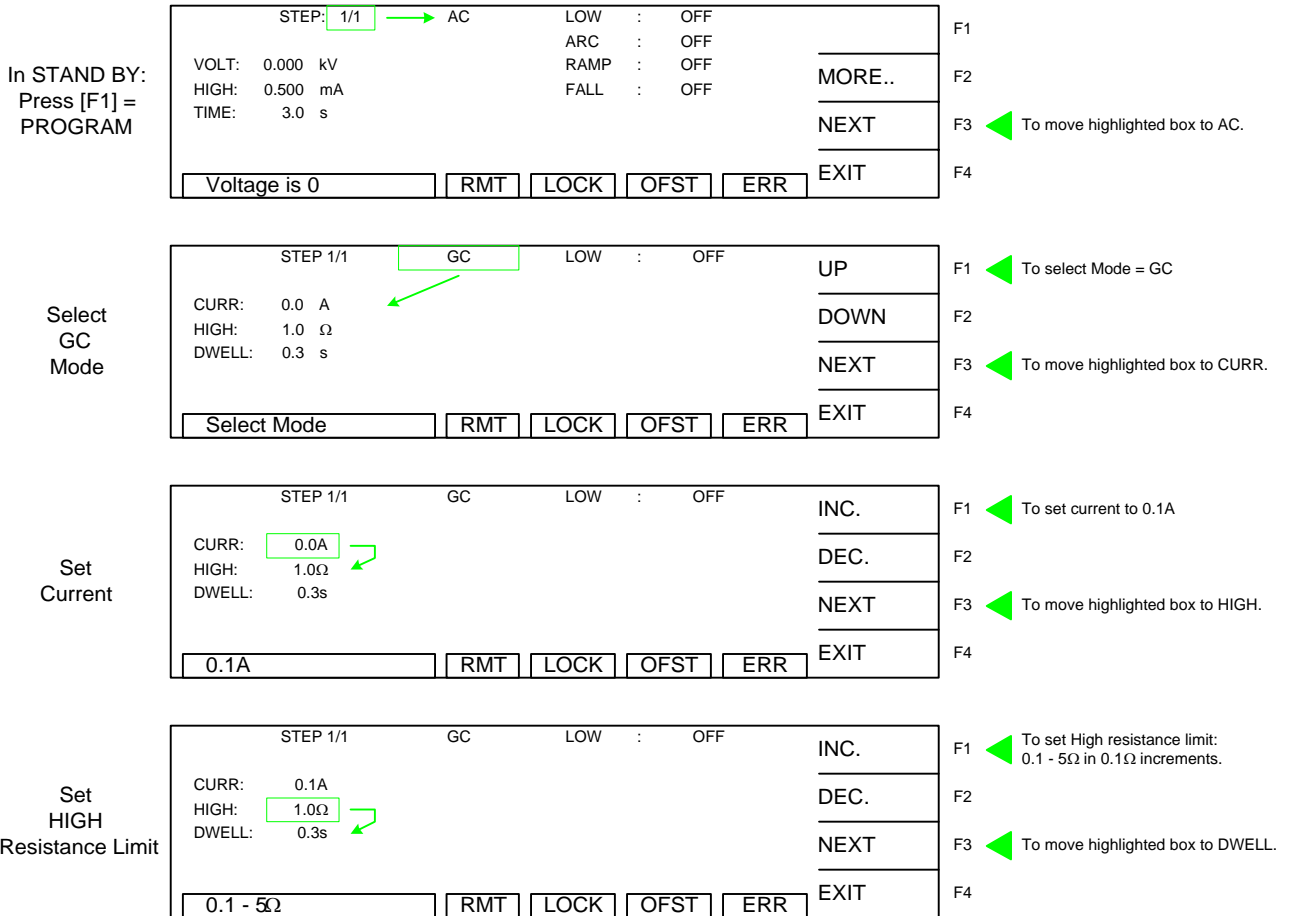 In STAND BY:
Press [F1] =
PROGRAM
STEP: 1/1 AC LOW : OFF
ARC : OFF
VOLT: 0.000 kV RAMP : OFF
HIGH: 0.500 mA FALL : OFF
TIME: 3.0 s
Voltage is 0 RMT LOCK OFST ERR
F1
MORE.. F2
NEXT F3 To move highlighted box to AC.
EXIT F4
Select
GC
Mode
STEP 1/1 GC LOW : OFF
CURR: 0.0 A
HIGH: 1.0 Ω
DWELL: 0.3 s
Select Mode RMT LOCK OFST ERR
UP F1 To select Mode = GC
DOWN F2
NEXT F3 To move highlighted box to CURR.
EXIT F4
Set
Current
STEP 1/1 GC LOW : OFF
CURR: 0.0A
HIGH: 1.0Ω
DWELL: 0.3s
0.1A RMT LOCK OFST ERR
INC. F1 To set current to 0.1A
DEC. F2
NEXT F3 To move highlighted box to HIGH.
EXIT F4
Set
HIGH
Resistance Limit
STEP 1/1 GC LOW : OFF
CURR: 0.1A
HIGH: 1.0Ω
DWELL: 0.3s
0.1 - 5Ω RMT LOCK OFST ERR
INC. F1 To set High resistance limit:
0.1 - 5Ω in 0.1Ω increments.
DEC. F2
NEXT F3 To move highlighted box to DWELL.
EXIT F4